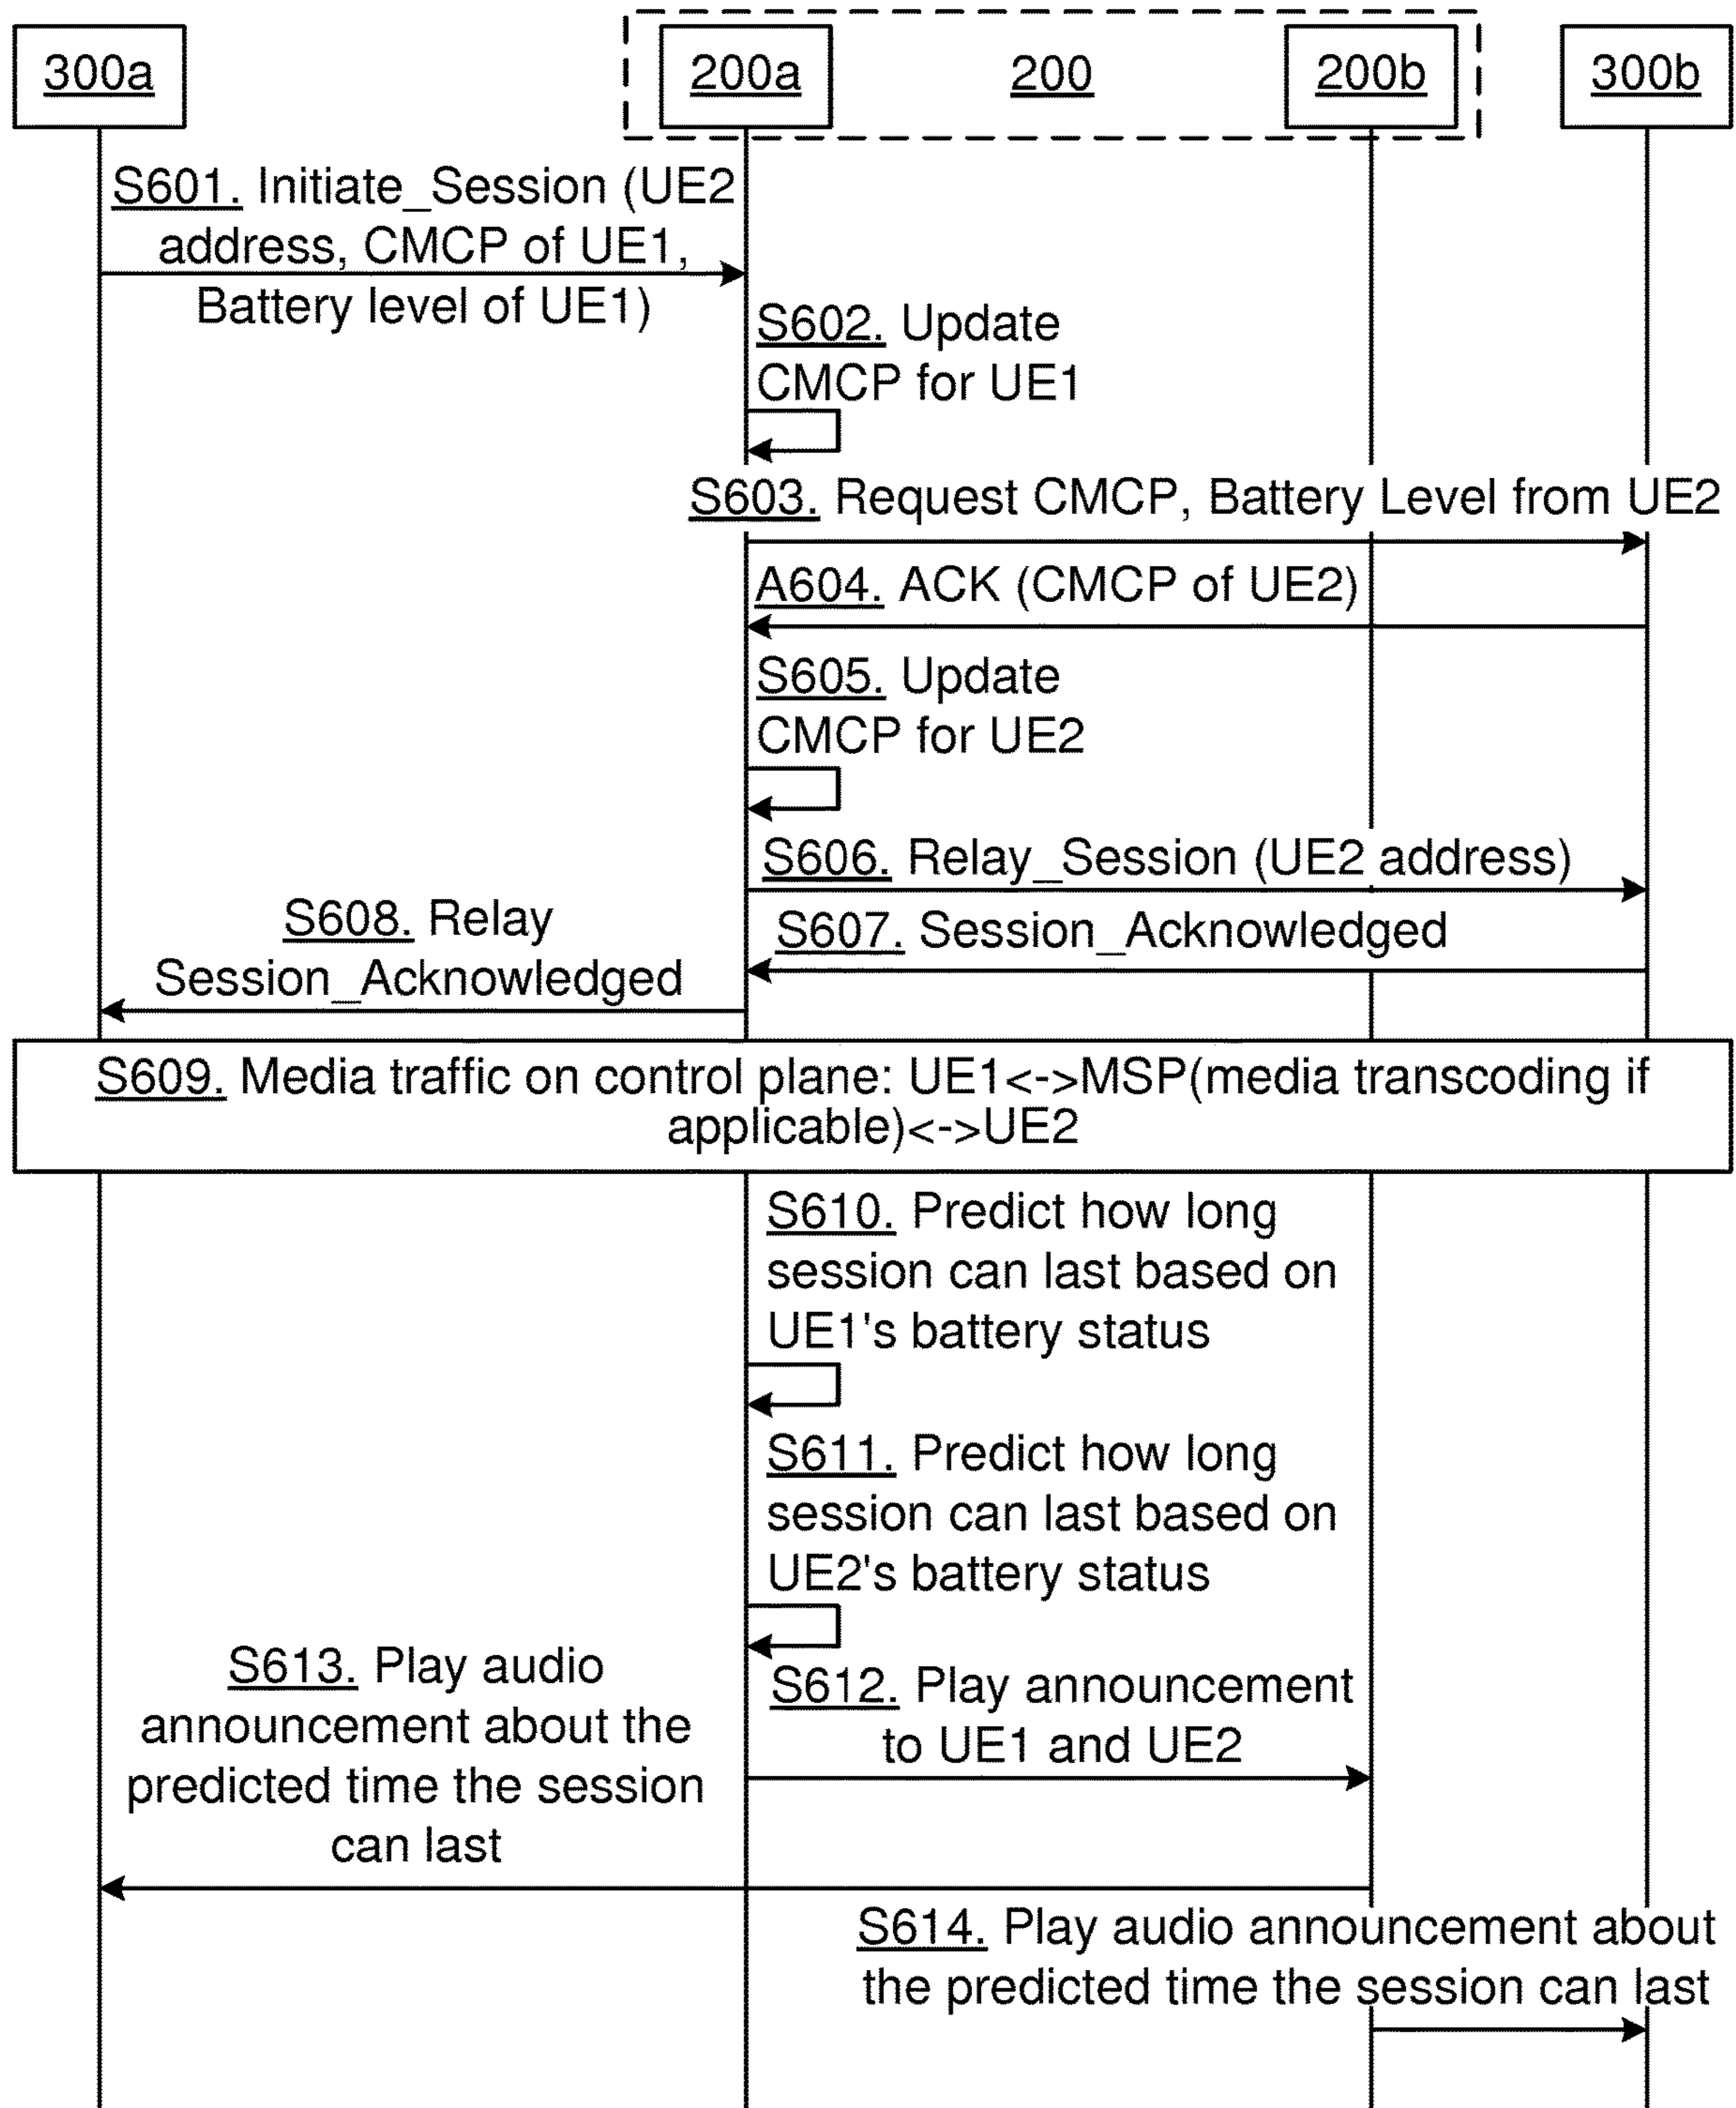 300a
200a
200
200b
300b
S601. Initiate_Session (UE2
address, CMCP of UE1,
Battery level of UE1)
S602. Update
CMCP for UE1
S603. Request CMCP, Battery Level from UE2
A604. ACK (CMCP of UE2)
S605. Update
CMCP for UE2
S606. Relay_Session (UE2 address)
S607. Session_Acknowledged
S608. Relay
Session_Acknowledged
S609. Media traffic on control plane: UE1<->MSP(media transcoding if
applicable)<->UE2
S610. Predict how long
session can last based on
UE1's battery status
S611. Predict how long
session can last based on
UE2's battery status
S612. Play announcement
to UE1 and UE2
S613. Play audio
announcement about the
predicted time the session
can last
S614. Play audio announcement about
the predicted time the session can last